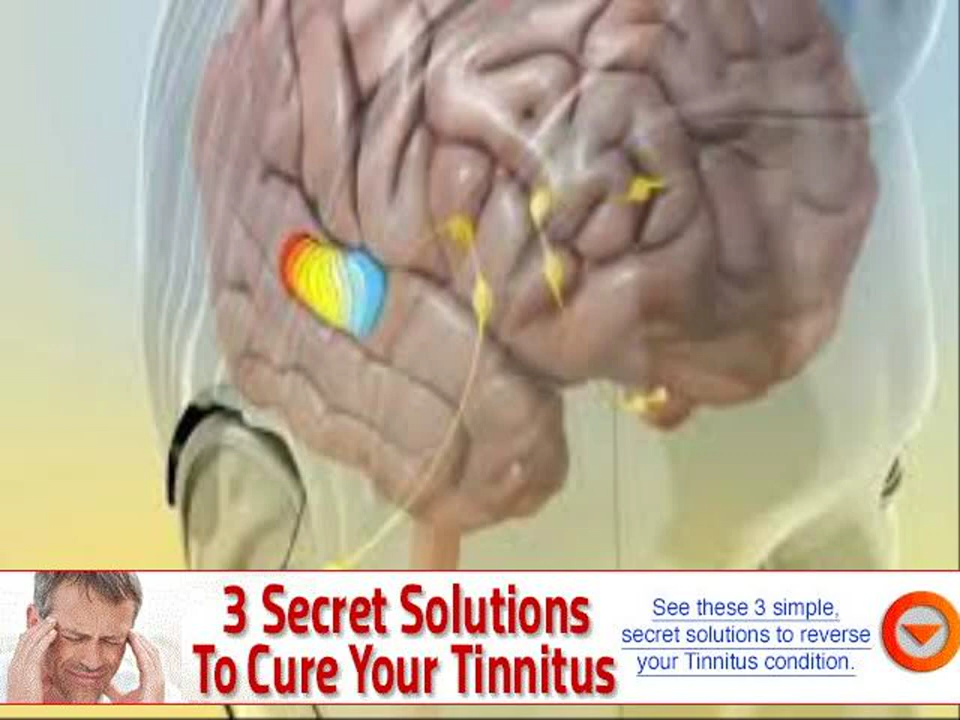 3 Secret Solutions
To Cure Your Tinnitus
See these 3 simple,
secret solutions to reverse
your Tinnitus condition.